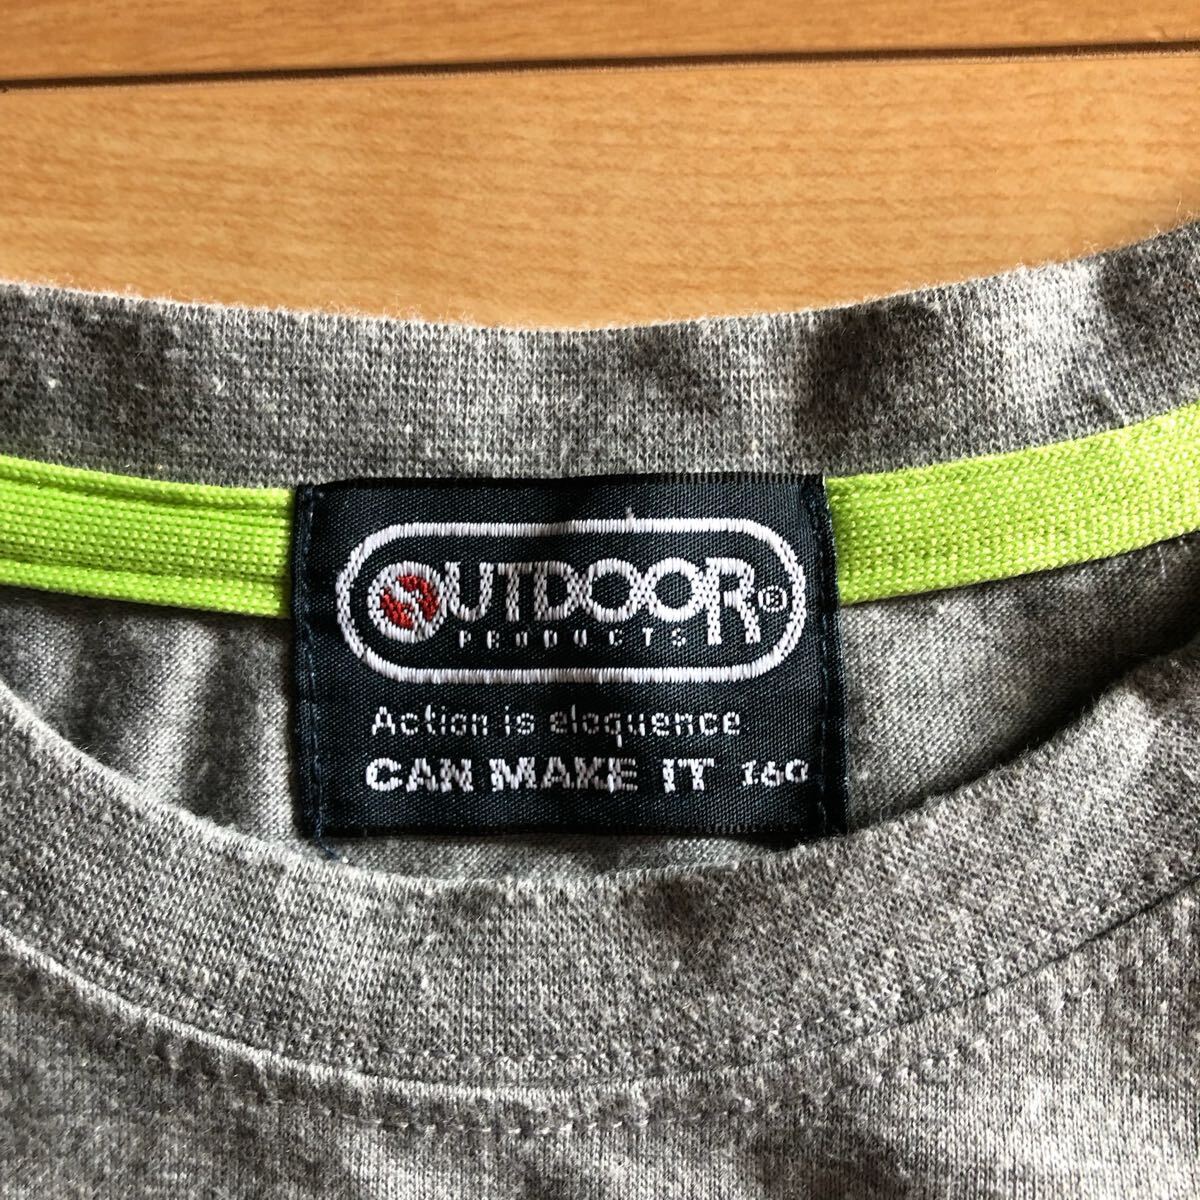 OUTDOOR®
PRODUCTS
Action is eloquence
CAN MAKE IT 160